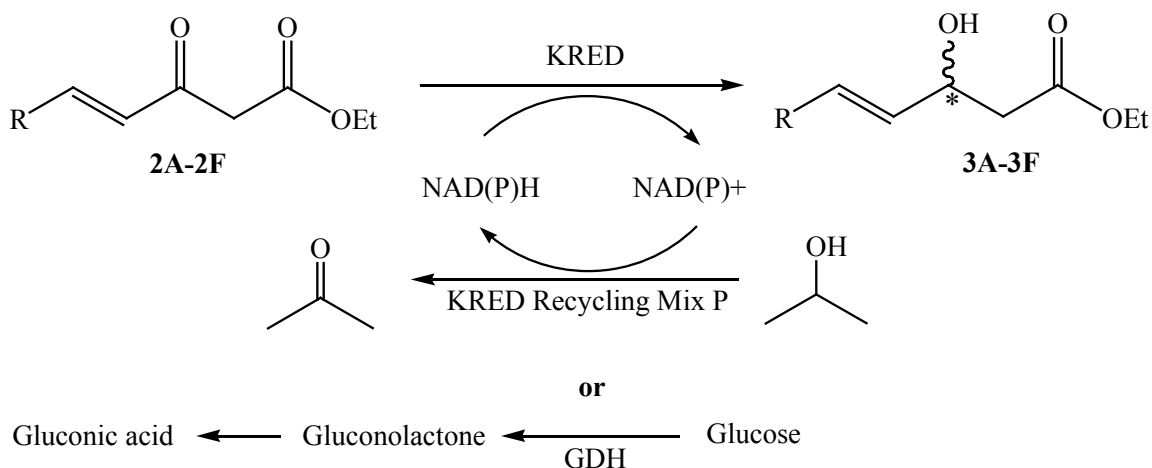 O O OH O
KRED
R OEt R * OEt
2A-2F 3A-3F
NAD(P)H NAD(P)+
O OH
KRED Recycling Mix P
or
Gluconic acid Gluconolactone Glucose
GDH